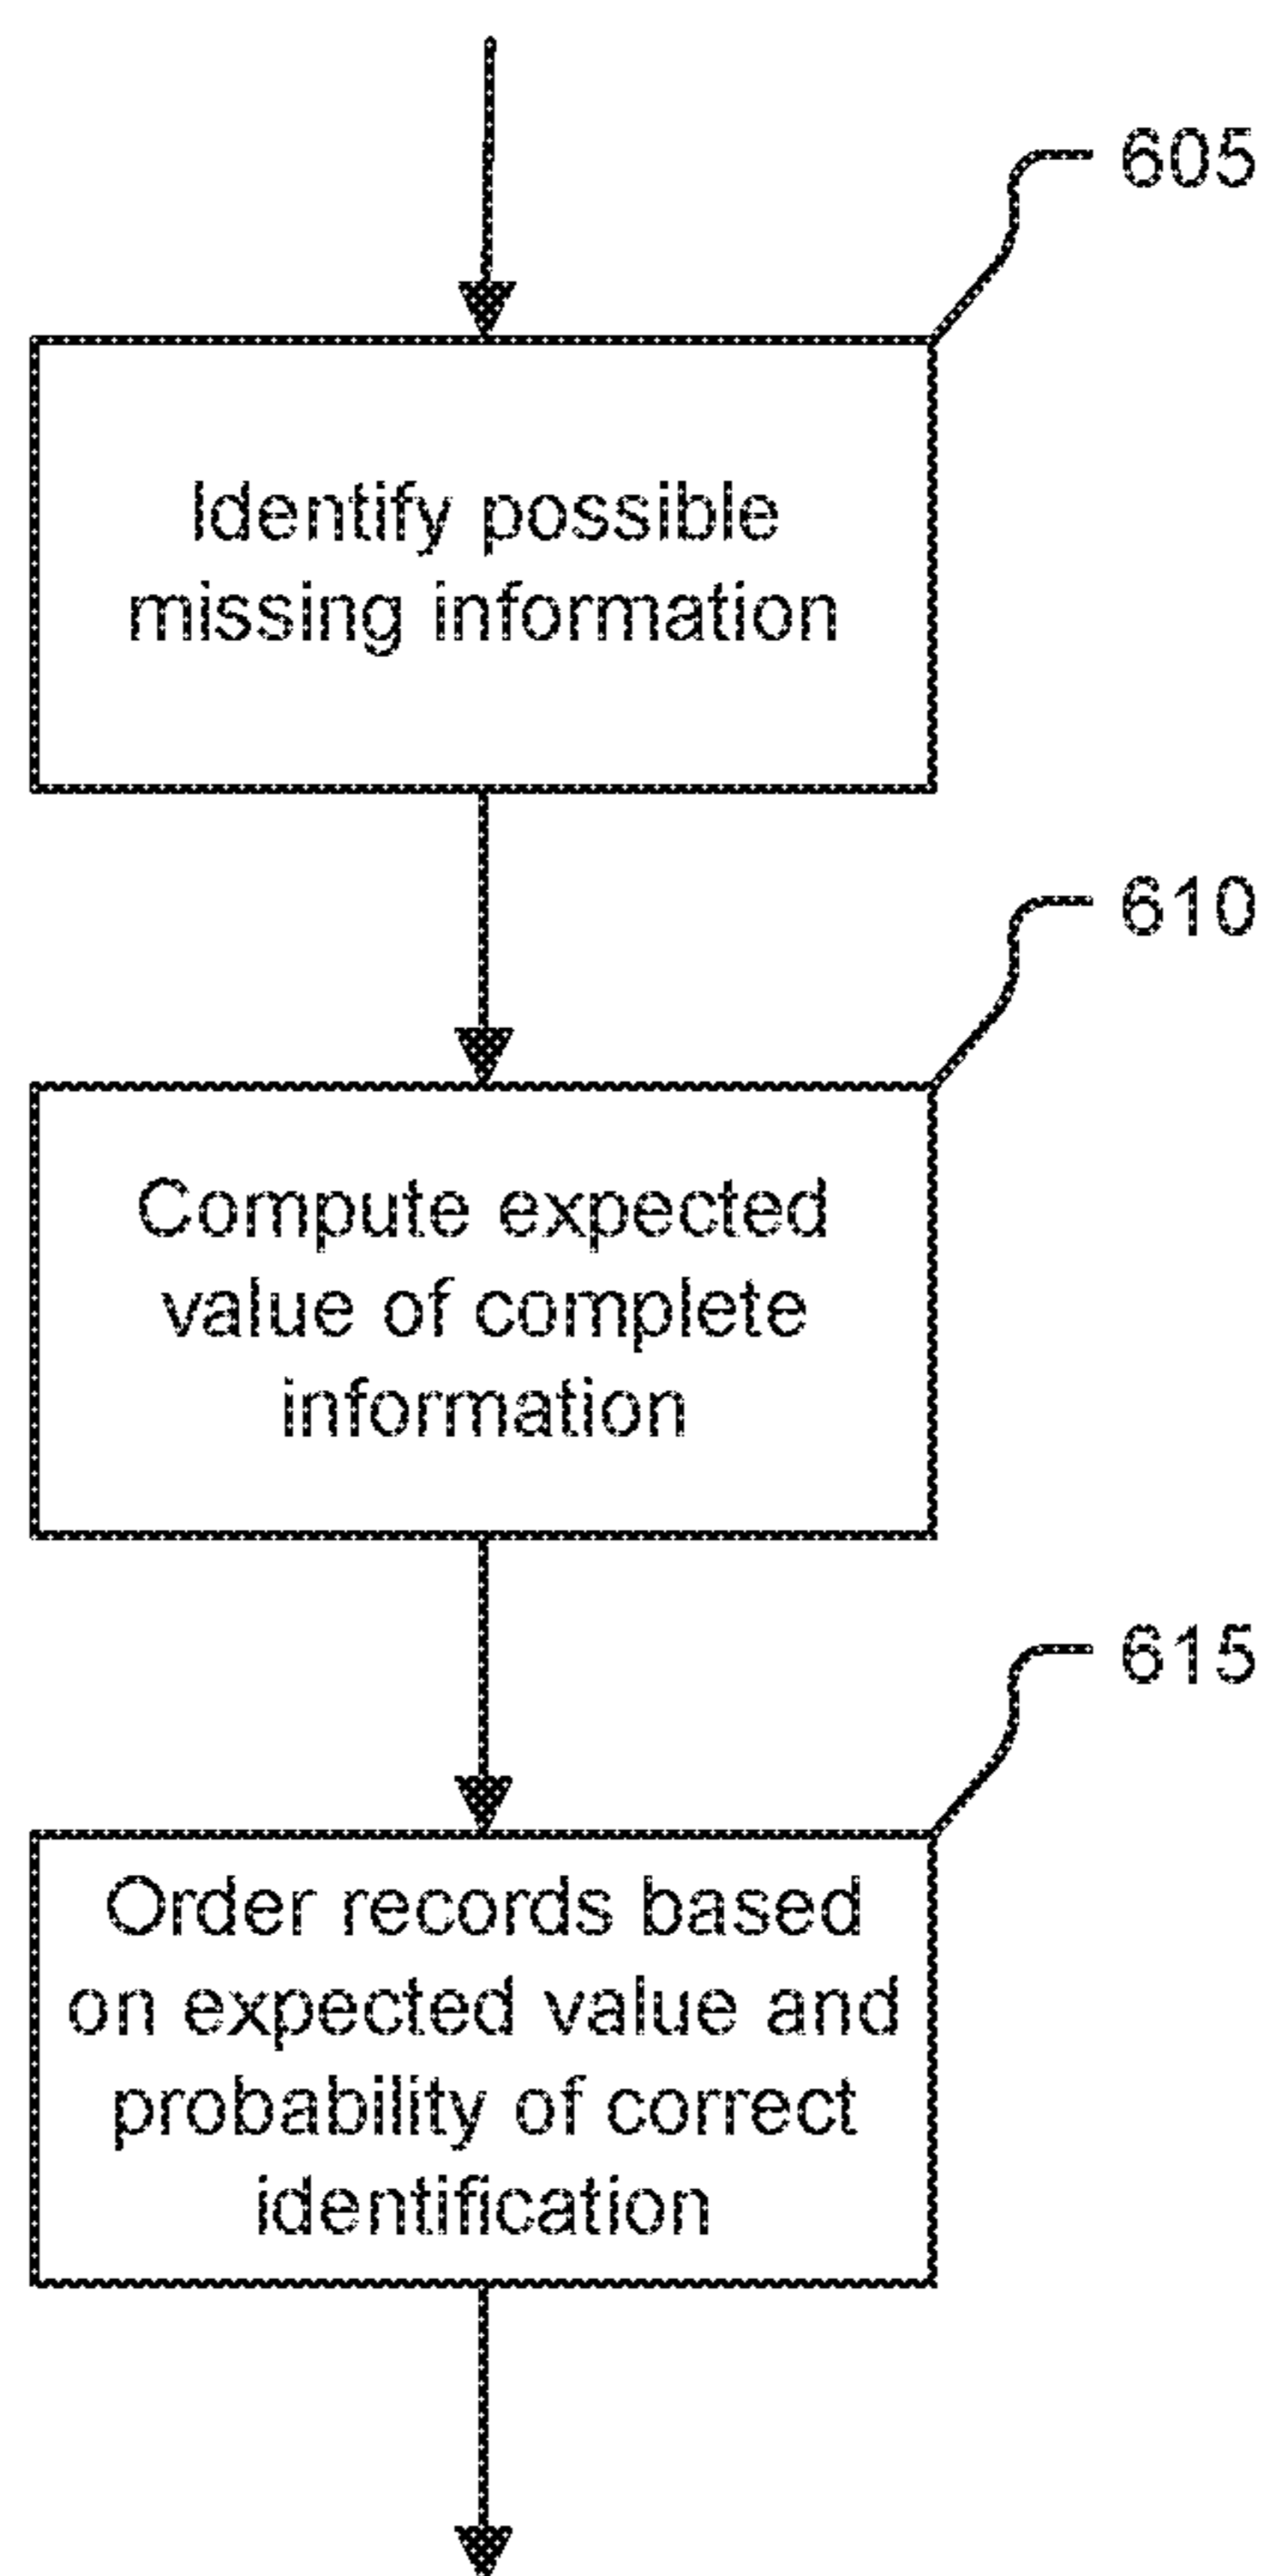 605
Identify possible
missing information
610
Compute expected
value of complete
information
615
Order records based
on expected value and
probability of correct
identification